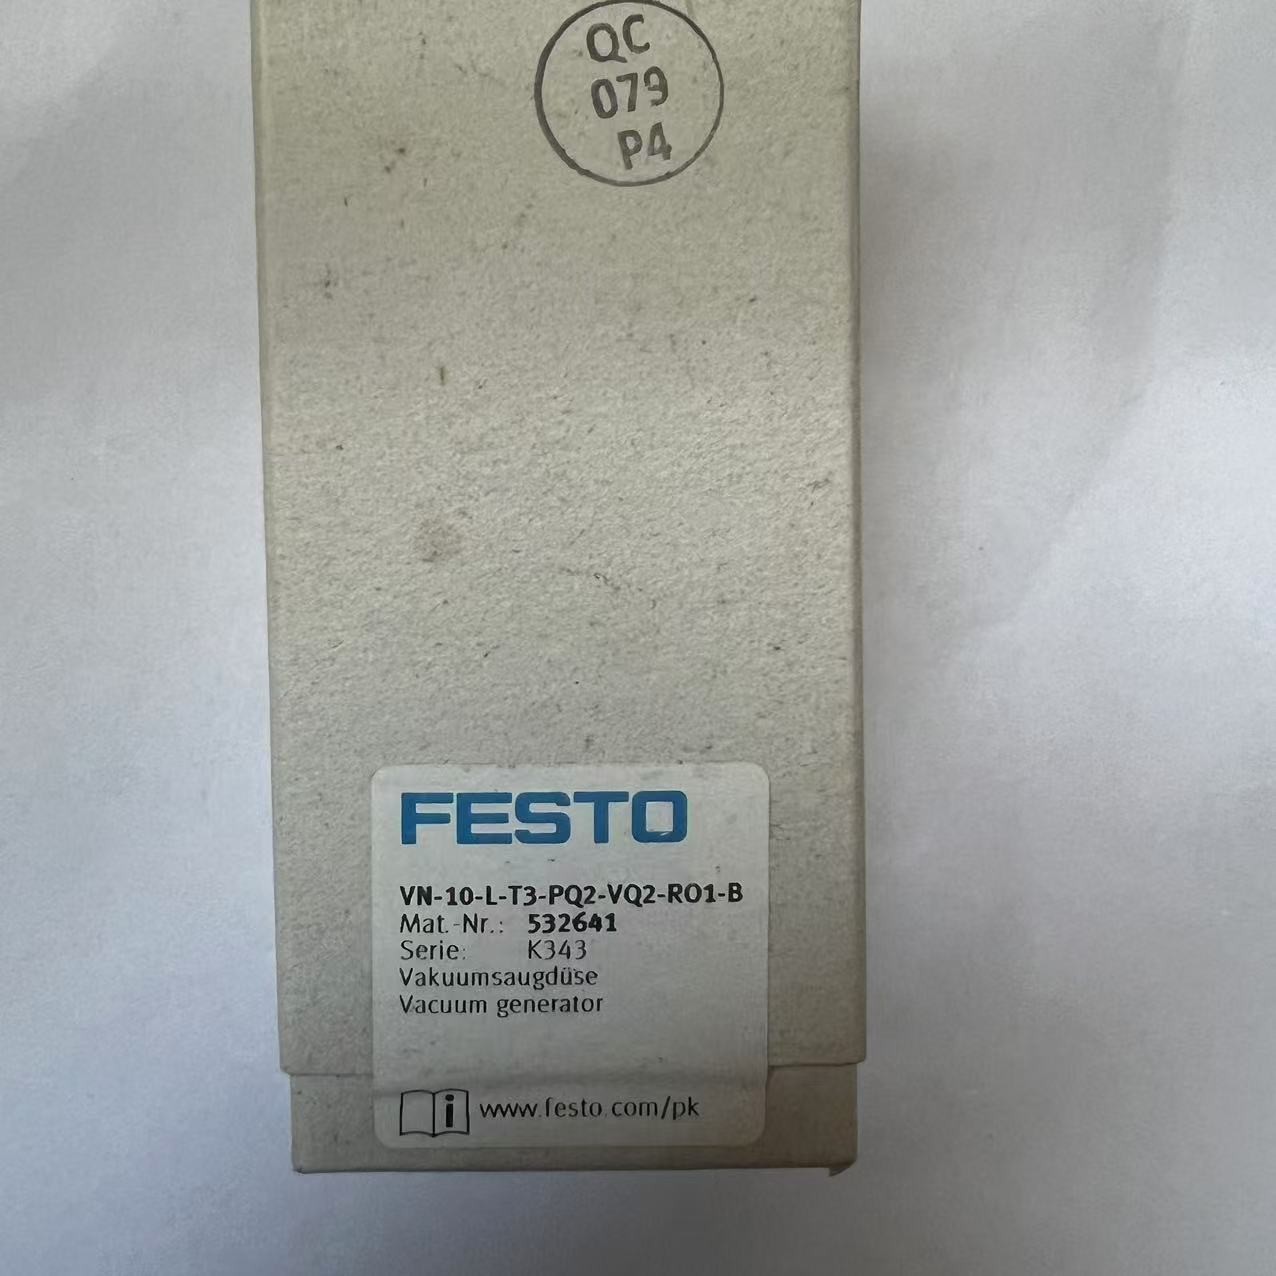 QC
079
P4
FESTO
VN-10-L-T3-PQ2-VQ2-RO1-B
Mat.-Nr.: 532641
Serie: K343
Vakuumsaugdüse
Vacuum generator
i www.festo.com/pk